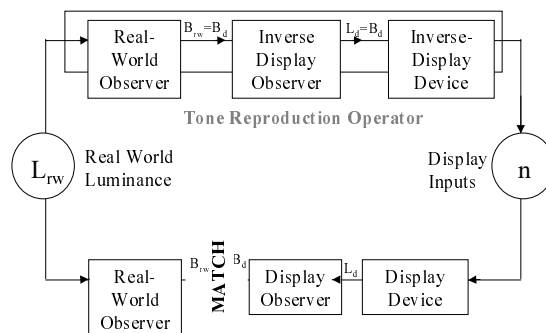 B_rw=B_d
L_d=B_d
Real-
World
Observer
Inverse
Display
Observer
Inverse-
Display
Device
Tone Reproduction Operator
L_rw
Real World
Luminance
Display
Inputs
n
Real-
World
Observer
B_rw
MATCH
B_d
Display
Observer
L_d
Display
Device